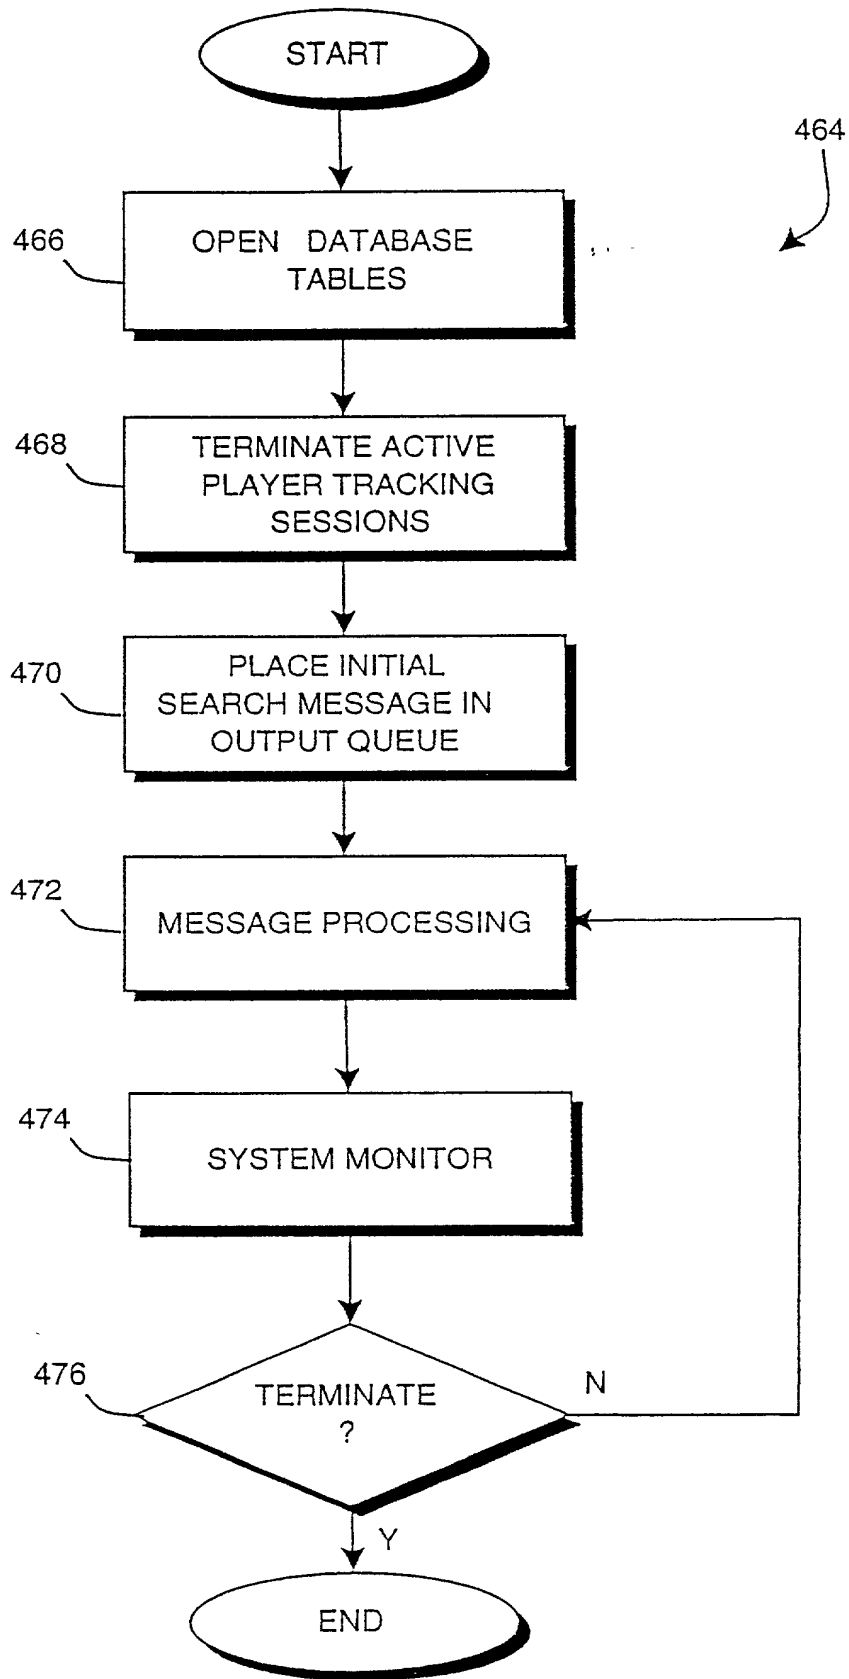 START
464
466
OPEN DATABASE
TABLES
468
TERMINATE ACTIVE
PLAYER TRACKING
SESSIONS
470
PLACE INITIAL
SEARCH MESSAGE IN
OUTPUT QUEUE
472
MESSAGE PROCESSING
474
SYSTEM MONITOR
476
TERMINATE
?
N
Y
END